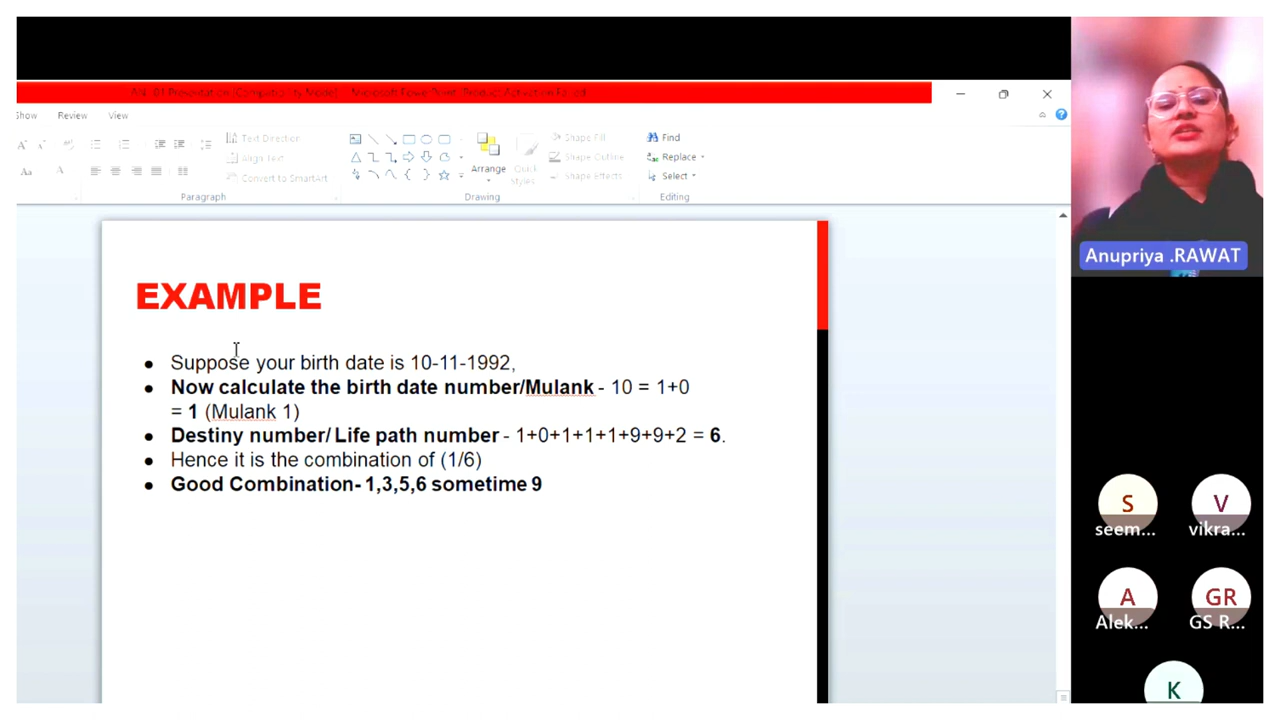 Show Review View
Text Direction
Align Text
Convert to SmartArt
Paragraph
Arrange
Quick Styles
Shape Fill
Shape Outline
Shape Effects
Drawing
Find
Replace
Select
Editing
EXAMPLE
• Suppose your birth date is 10-11-1992,
• Now calculate the birth date number/Mulank - 10 = 1+0
= 1 (Mulank 1)
• Destiny number/ Life path number - 1+0+1+1+1+9+9+2 = 6.
• Hence it is the combination of (1/6)
• Good Combination- 1,3,5,6 sometime 9
Anupriya .RAWAT
S
seem...
V
vikra...
A
Alek...
GR
GS R...
K